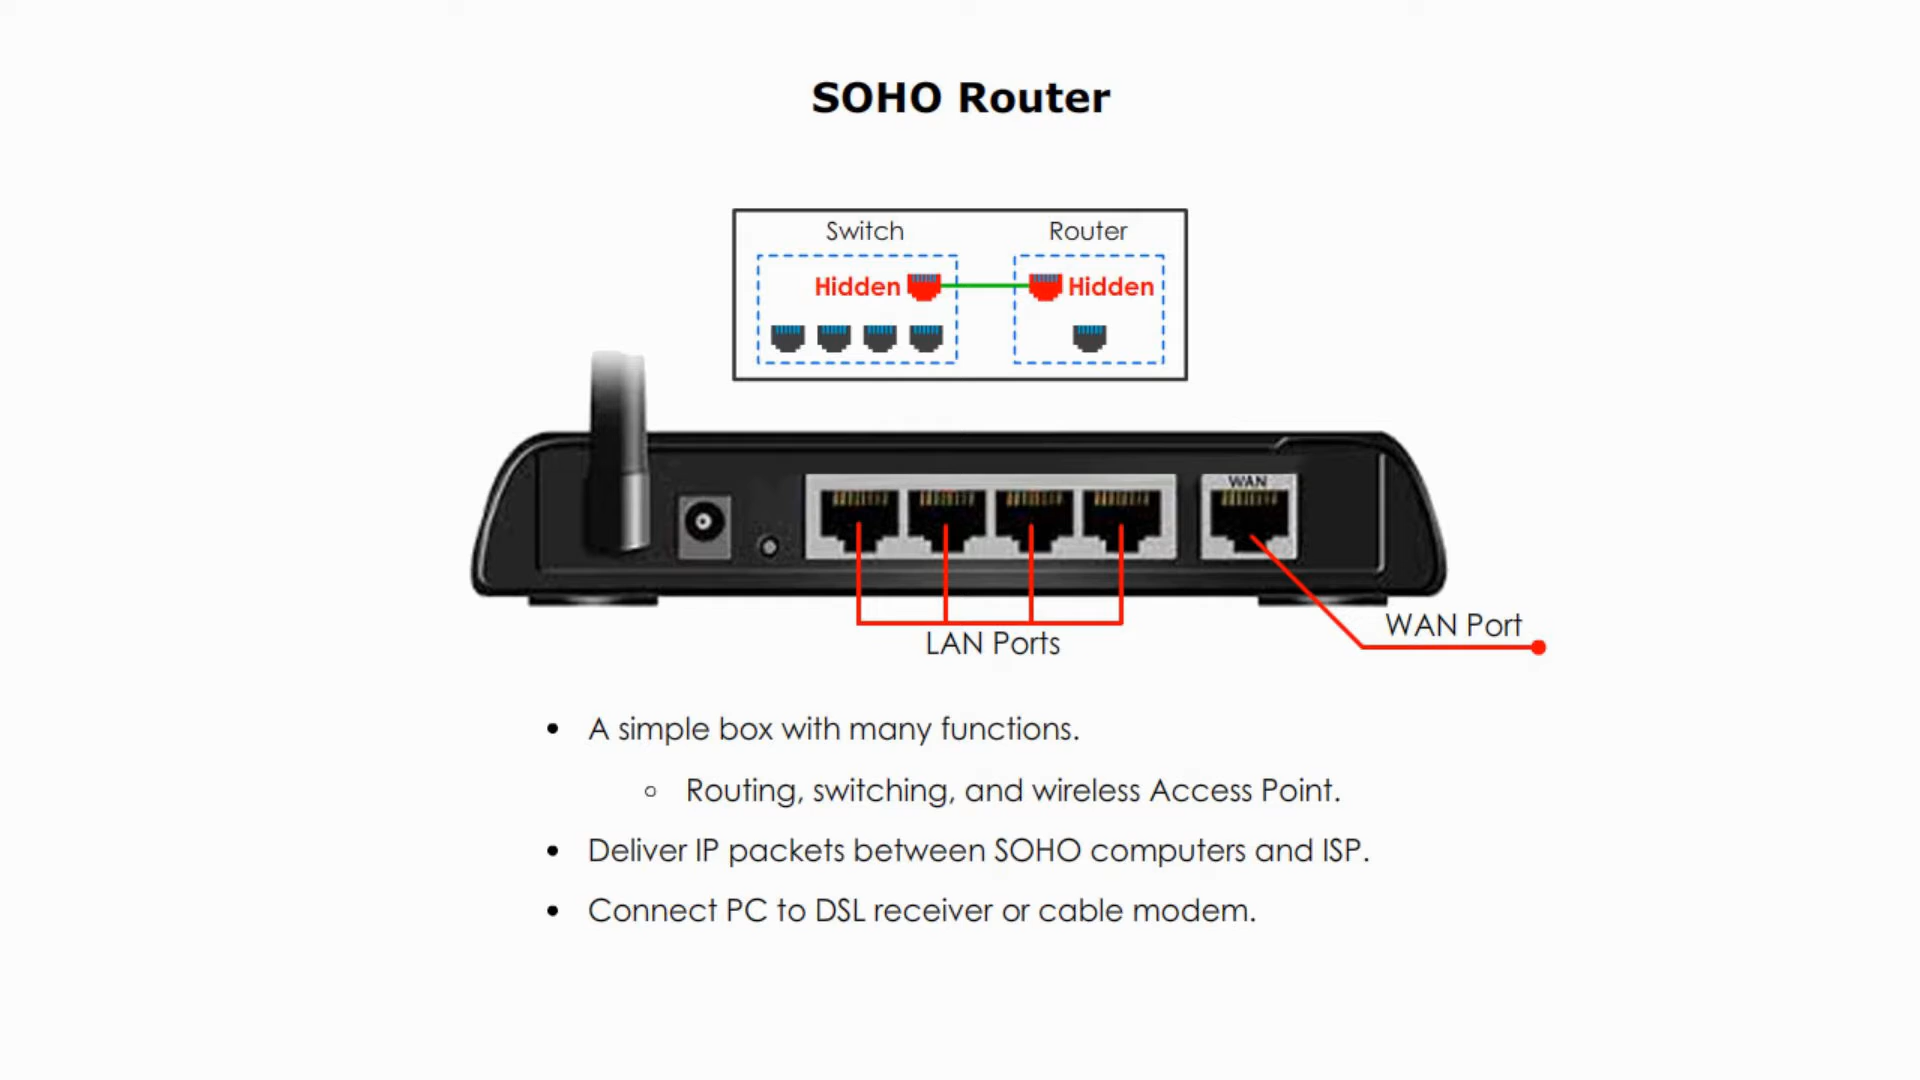 SOHO Router
Switch
Router
Hidden
Hidden
WAN
LAN Ports
WAN Port
• A simple box with many functions.
○ Routing, switching, and wireless Access Point.
• Deliver IP packets between SOHO computers and ISP.
• Connect PC to DSL receiver or cable modem.